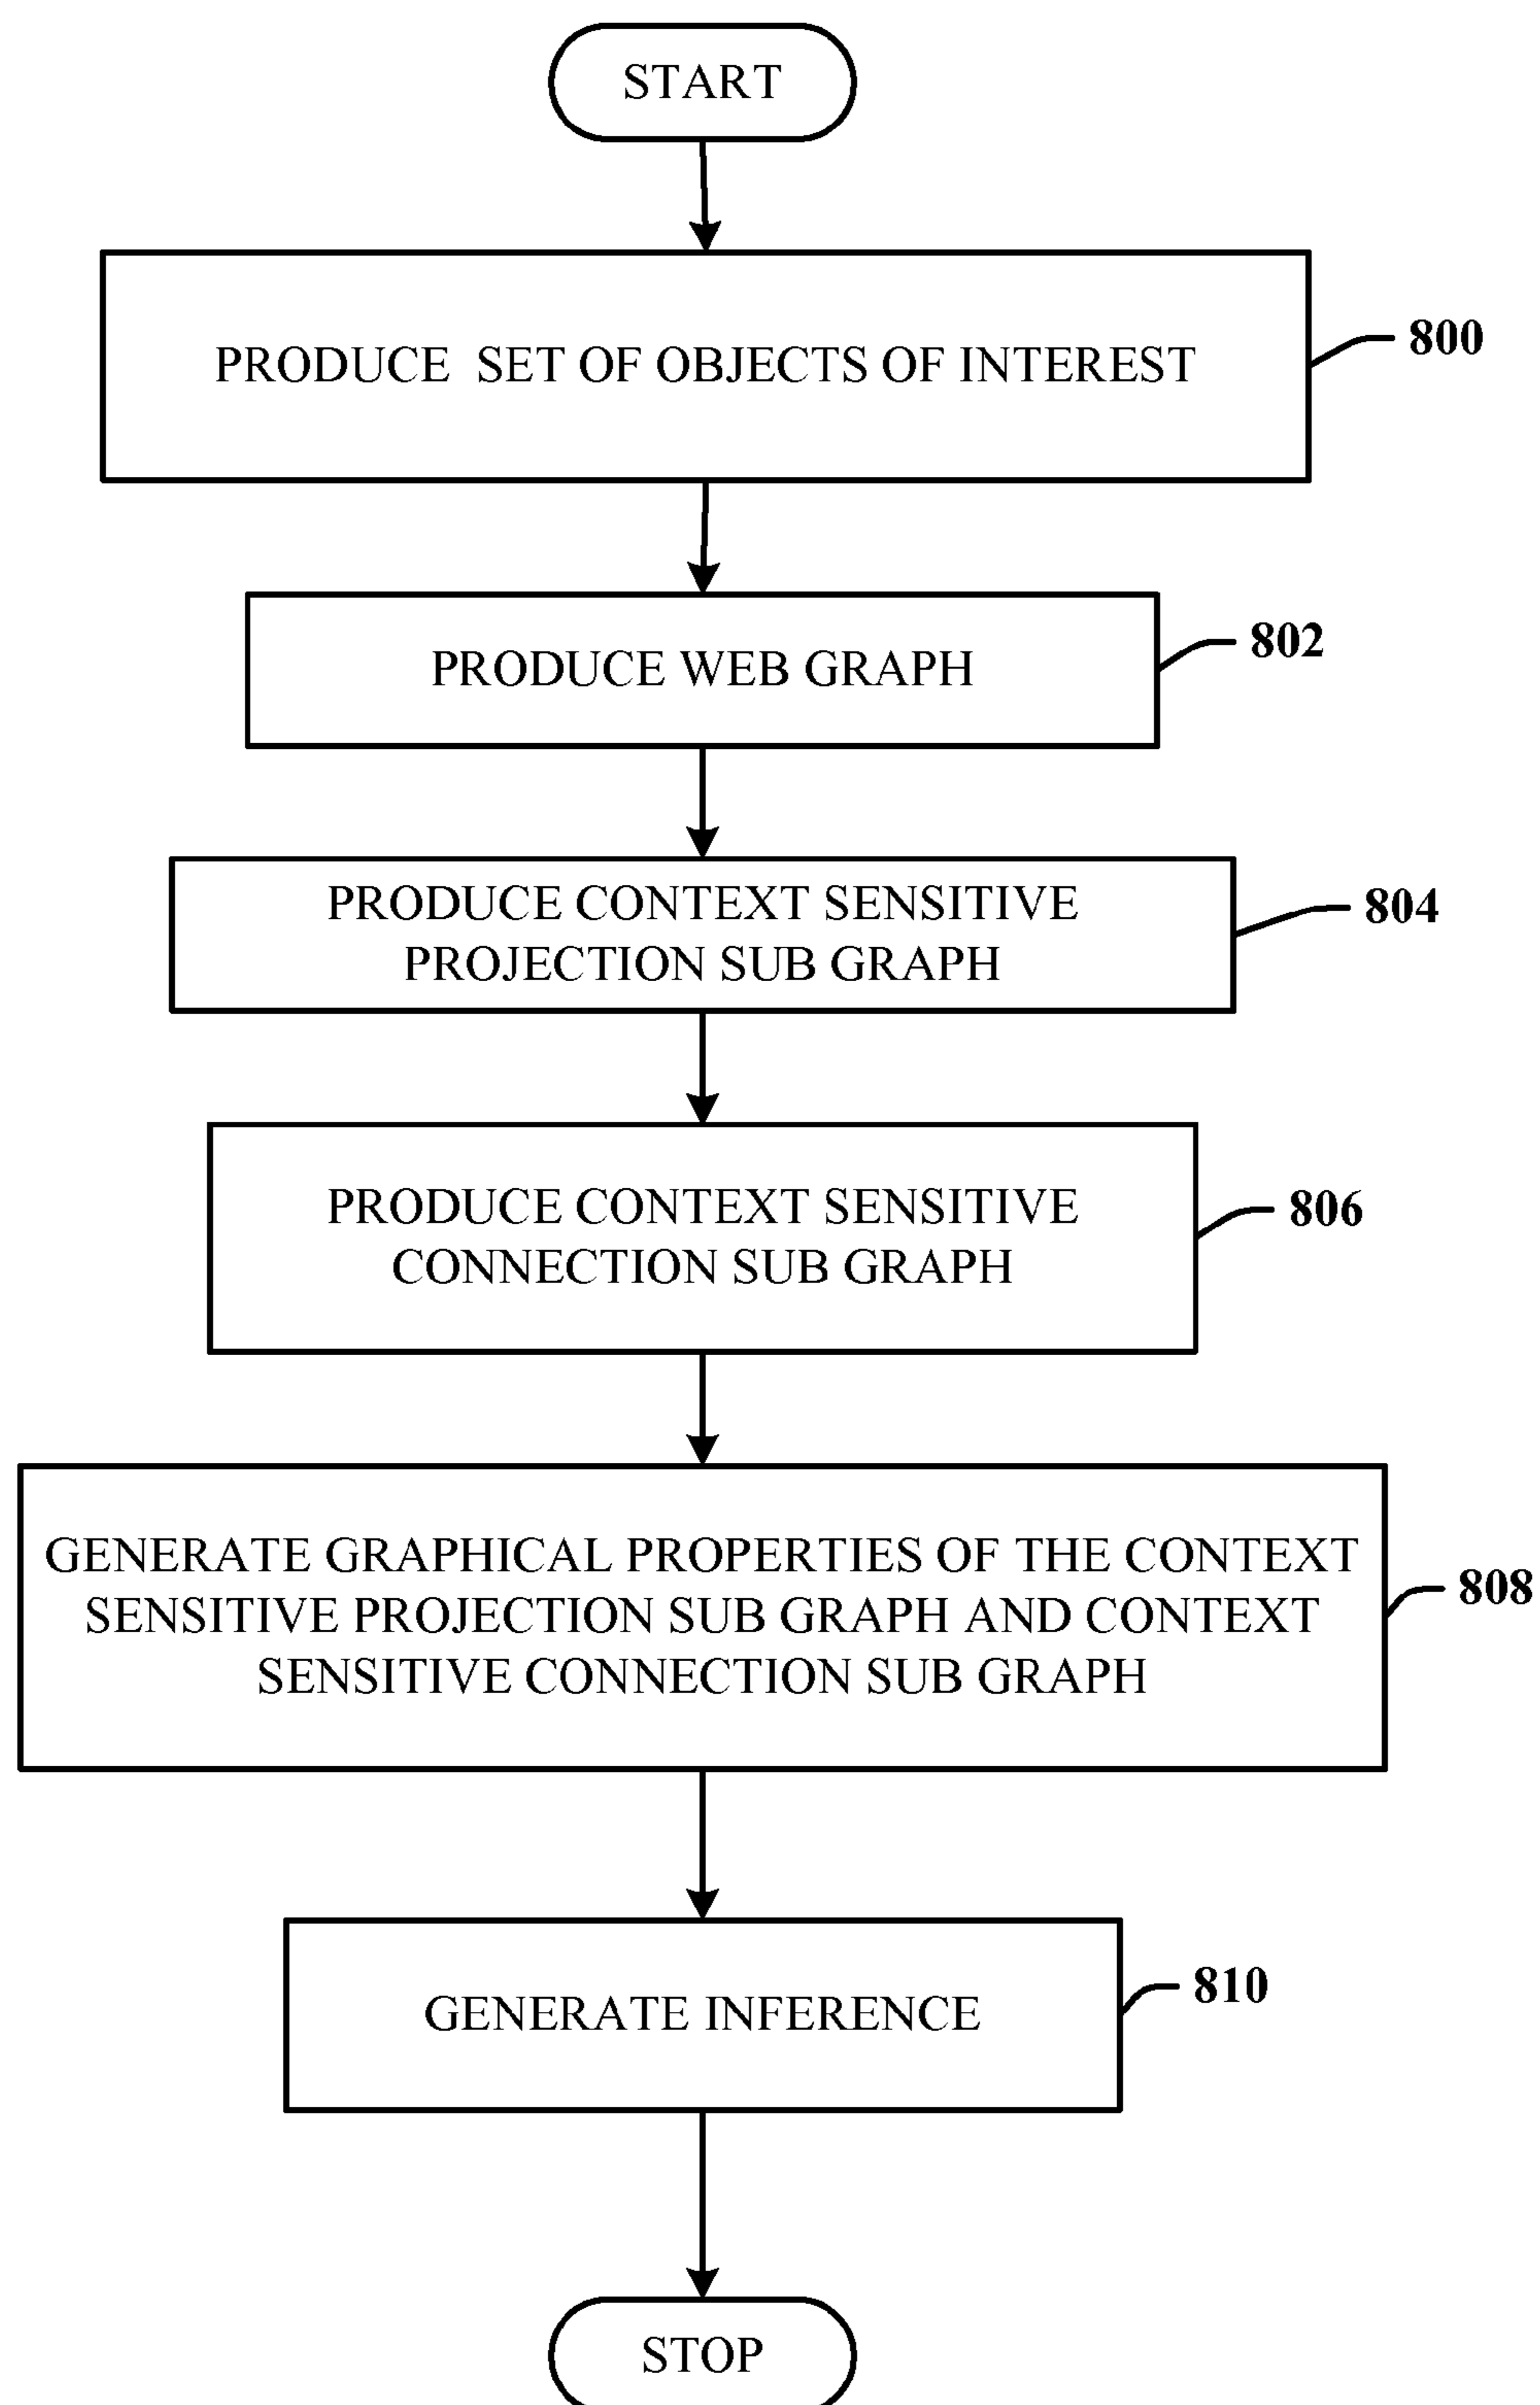 START
PRODUCE SET OF OBJECTS OF INTEREST
800
PRODUCE WEB GRAPH
802
PRODUCE CONTEXT SENSITIVE
PROJECTION SUB GRAPH
804
PRODUCE CONTEXT SENSITIVE
CONNECTION SUB GRAPH
806
GENERATE GRAPHICAL PROPERTIES OF THE CONTEXT
SENSITIVE PROJECTION SUB GRAPH AND CONTEXT
SENSITIVE CONNECTION SUB GRAPH
808
GENERATE INFERENCE
810
STOP